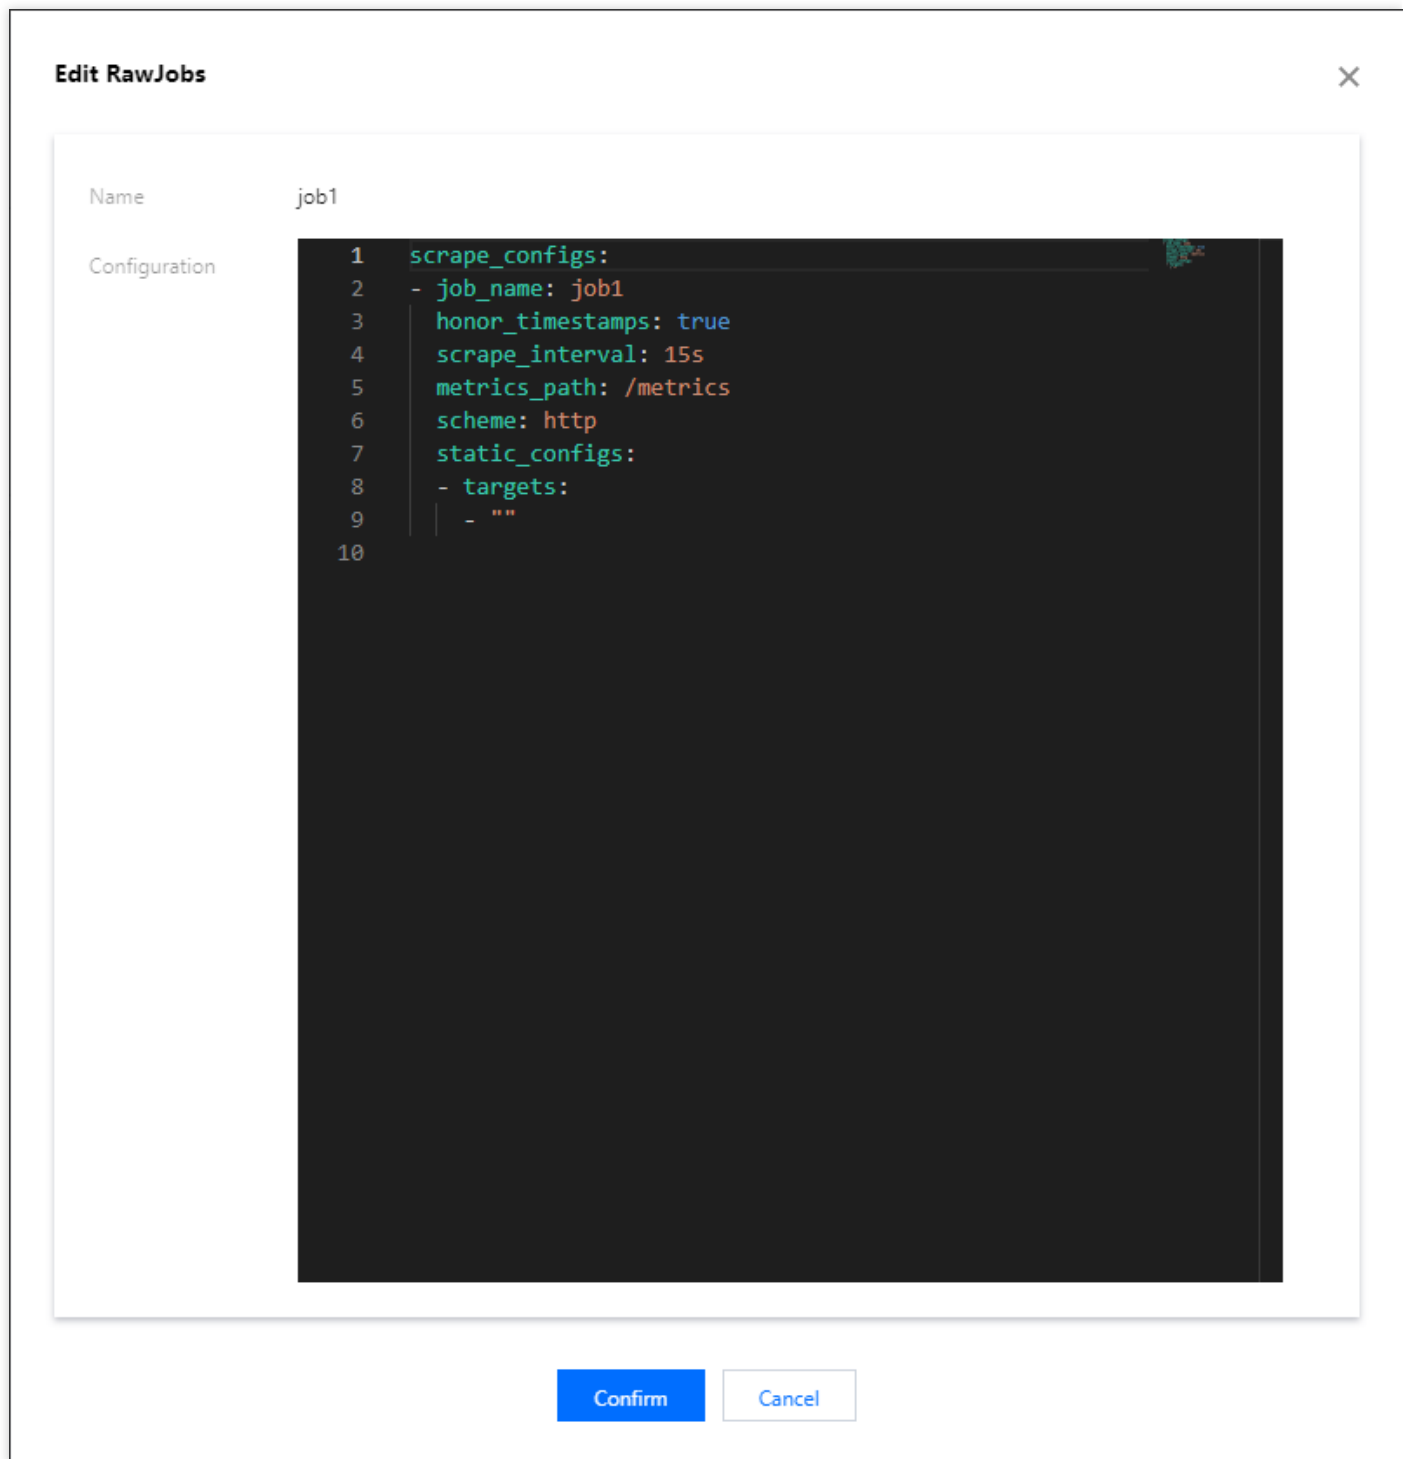 Edit RawJobs
Name job1
Configuration
1 scrape_configs:
2 - job_name: job1
3 honor_timestamps: true
4 scrape_interval: 15s
5 metrics_path: /metrics
6 scheme: http
7 static_configs:
8 - targets:
9 - ""
10
Confirm Cancel